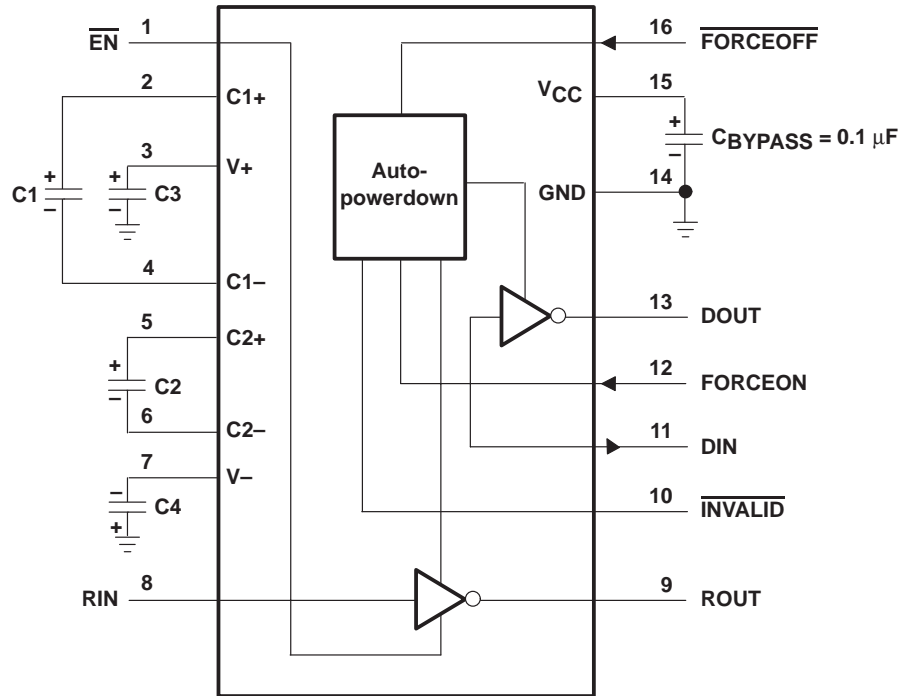 EN 1
2 C1+
3 V+
C1 + –
+ – C3
4 C1–
5 C2+
+ – C2
6 C2–
7 V–
– + C4
RIN 8
Auto-
powerdown
16 FORCEOFF
VCC 15
+ – CBYPASS = 0.1 μF
GND 14
13 DOUT
12 FORCEON
11 DIN
10 INVALID
9 ROUT